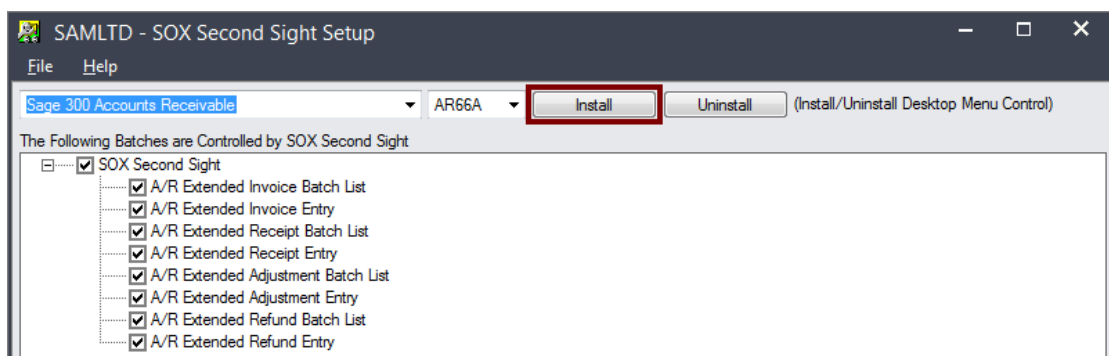 SAMLTD - SOX Second Sight Setup
File Help
Sage 300 Accounts Receivable AR66A Install Uninstall (Install/Uninstall Desktop Menu Control)
The Following Batches are Controlled by SOX Second Sight
SOX Second Sight
A/R Extended Invoice Batch List
A/R Extended Invoice Entry
A/R Extended Receipt Batch List
A/R Extended Receipt Entry
A/R Extended Adjustment Batch List
A/R Extended Adjustment Entry
A/R Extended Refund Batch List
A/R Extended Refund Entry